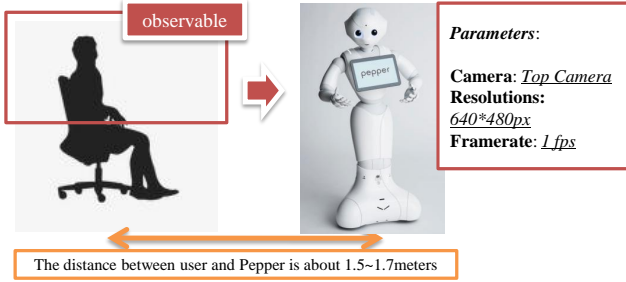 observable
pepper
Parameters:
Camera: Top Camera
Resolutions:
640*480px
Framerate: 1 fps
The distance between user and Pepper is about 1.5~1.7meters